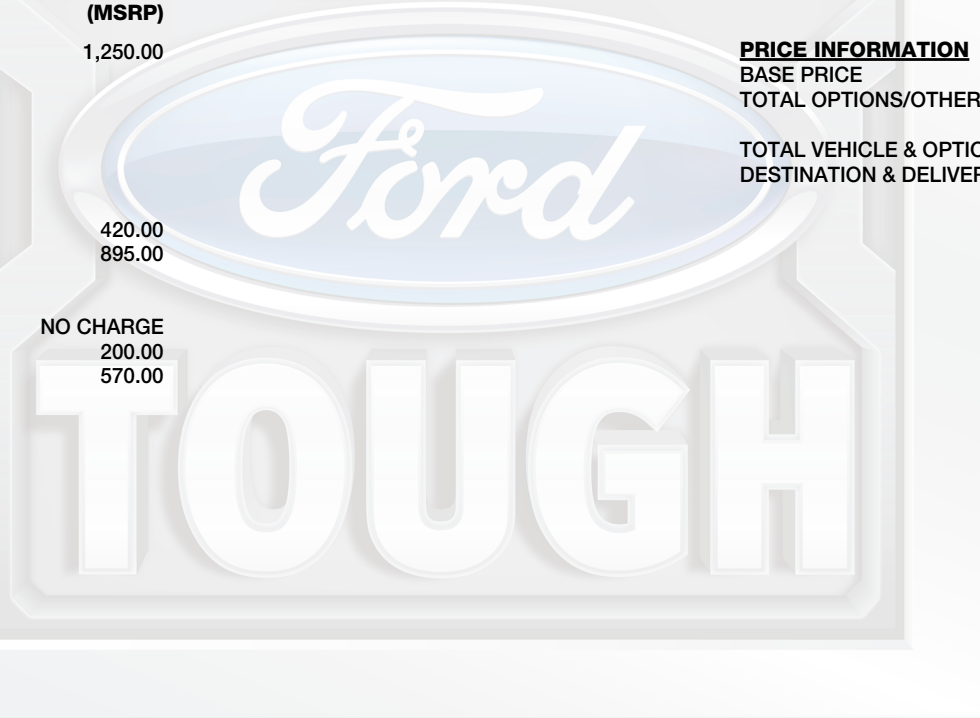 (MSRP)
1,250.00
420.00
895.00
NO CHARGE
200.00
570.00
PRICE INFORMATION
BASE PRICE
TOTAL OPTIONS/OTHER
TOTAL VEHICLE & OPTIO
DESTINATION & DELIVER
Ford
TOUGH